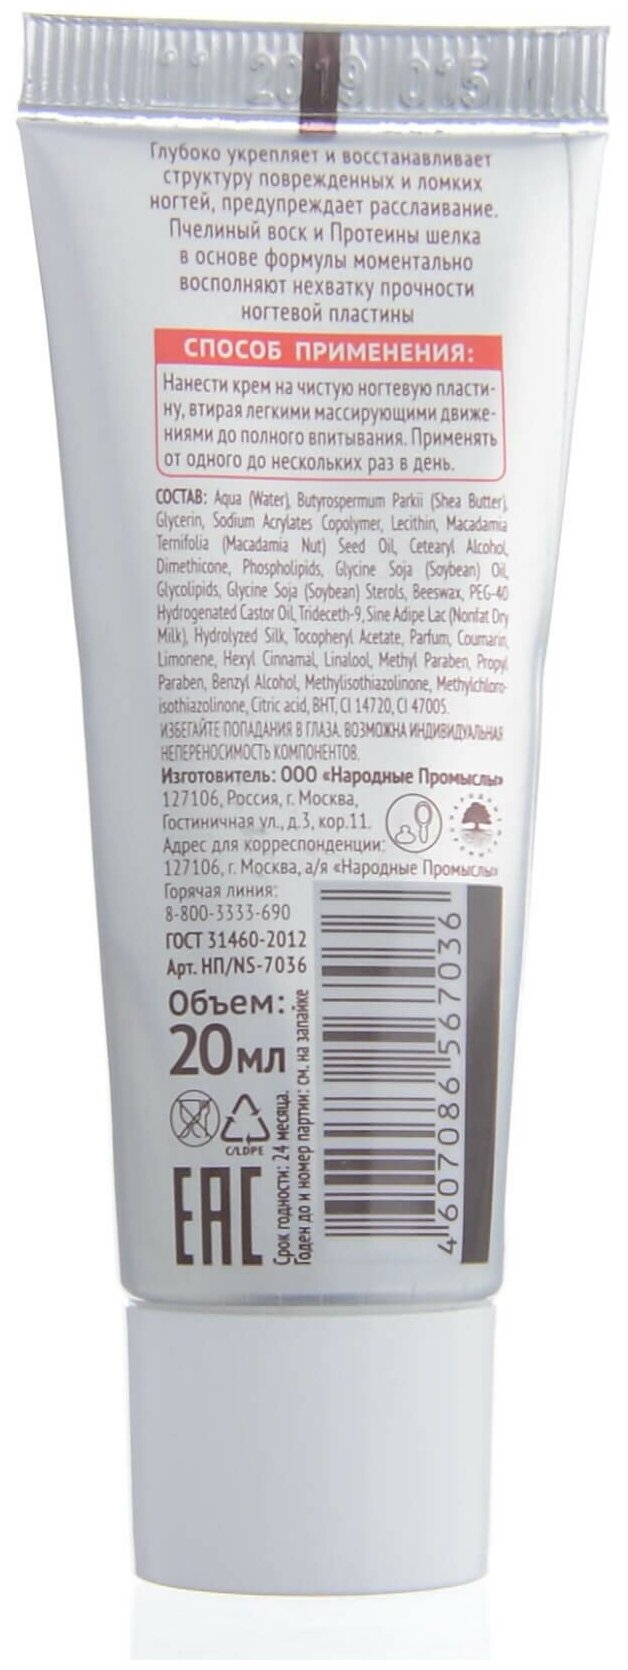 11 2019 015
Глубоко укрепляет и восстанавливает
структуру поврежденных и ломких
ногтей, предупреждает расслаивание.
Пчелиный воск и Протеины шелка
в основе формулы моментально
восполняют нехватку прочности
ногтевой пластины
СПОСОБ ПРИМЕНЕНИЯ:
Нанести крем на чистую ногтевую пласти-
ну, втирая легкими массирующими движе-
ниями до полного впитывания. Применять
от одного до нескольких раз в день.
СОСТАВ: Aqua (Water), Butyrospermum Parkii (Shea Butter),
Glycerin, Sodium Acrylates Copolymer, Lecithin, Macadamia
Ternifolia (Macadamia Nut) Seed Oil, Cetearyl Alcohol,
Dimethicone, Phospholipids, Glycine Soja (Soybean) Oil,
Glycolipids, Glycine Soja (Soybean) Sterols, Beeswax, PEG-40
Hydrogenated Castor Oil, Trideceth-9, Sine Adipe Lac (Nonfat Dry
Milk), Hydrolyzed Silk, Tocopheryl Acetate, Parfum, Coumarin,
Limonene, Hexyl Cinnamal, Linalool, Methyl Paraben, Propyl
Paraben, Benzyl Alcohol, Methylisothiazolinone, Methylchloro-
isothiazolinone, Citric acid, BHT, CI 14720, CI 47005.
ИЗБЕГАЙТЕ ПОПАДАНИЯ В ГЛАЗА. ВОЗМОЖНА ИНДИВИДУАЛЬНАЯ
НЕПЕРЕНОСИМОСТЬ КОМПОНЕНТОВ.
Изготовитель: ООО «Народные Промыслы»
127106, Россия, г. Москва,
Гостиничная ул., д.3, кор.11.
Адрес для корреспонденции:
127106, г. Москва, а/я «Народные Промыслы»
Горячая линия:
8-800-3333-690
ГОСТ 31460-2012
Арт. НП/NS-7036
Объем:
20мл
C/LDPE
EAC
Срок годности: 24 месяца.
Годен до и номер партии: см. на запайке
4607086567036